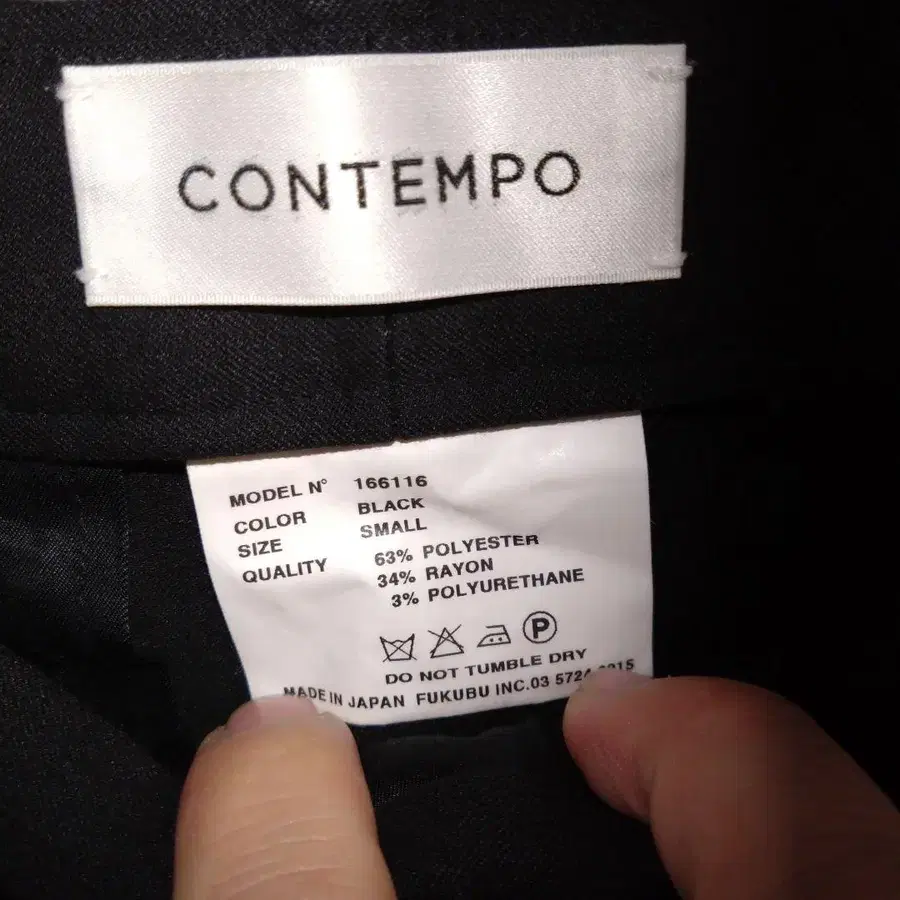 CONTEMPO
MODEL N° 166116
COLOR BLACK
SIZE SMALL
QUALITY 63% POLYESTER
34% RAYON
3% POLYURETHANE
P
DO NOT TUMBLE DRY
MADE IN JAPAN FUKUBU INC.03